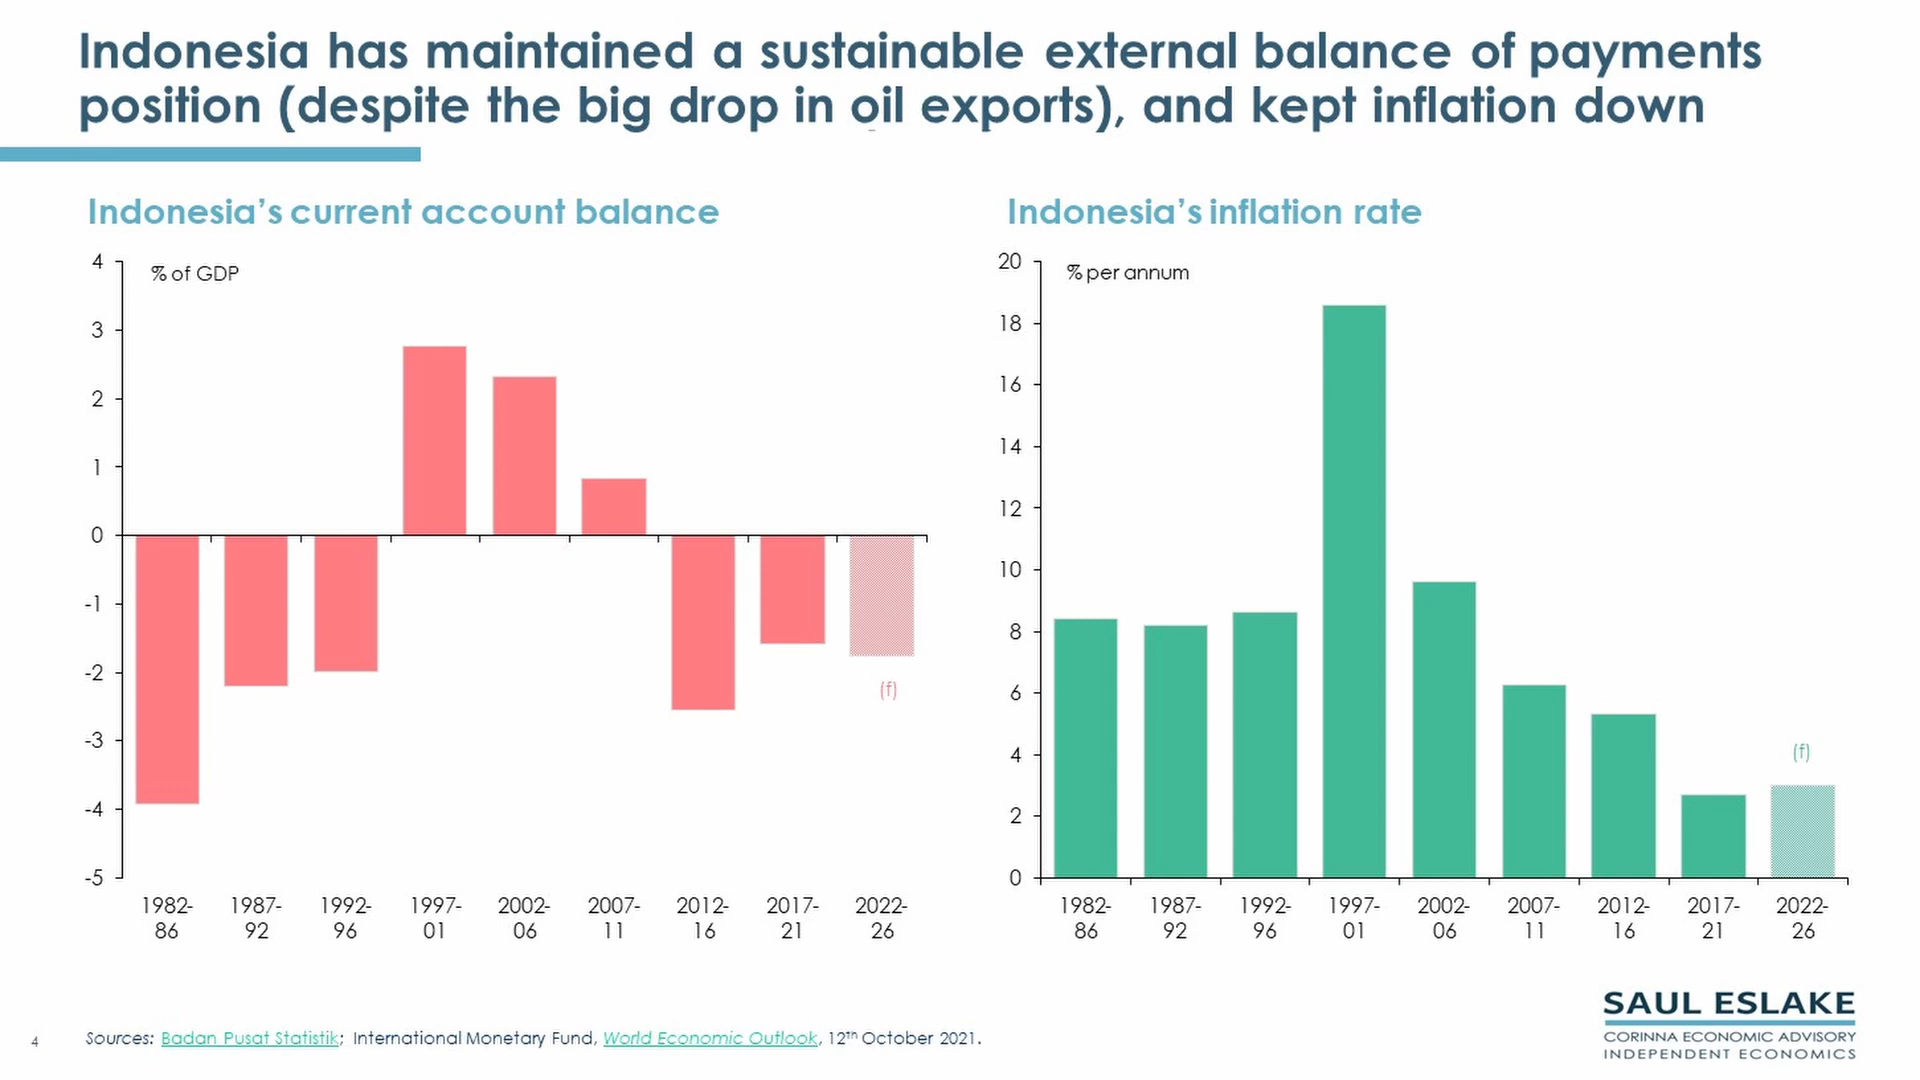 Indonesia has maintained a sustainable external balance of payments
position (despite the big drop in oil exports), and kept inflation down
Indonesia's current account balance
% of GDP
4
3
2
1
0
-1
-2
-3
-4
-5
(f)
1982- 1987- 1992- 1997- 2002- 2007- 2012- 2017- 2022-
86 92 96 01 06 11 16 21 26
Indonesia's inflation rate
% per annum
20
18
16
14
12
10
8
6
4
2
0
(f)
1982- 1987- 1992- 1997- 2002- 2007- 2012- 2017- 2022-
86 92 96 01 06 11 16 21 26
4
Sources: Badan Pusat Statistik; International Monetary Fund, World Economic Outlook, 12th October 2021.
SAUL ESLAKE
CORINNA ECONOMIC ADVISORY
INDEPENDENT ECONOMICS